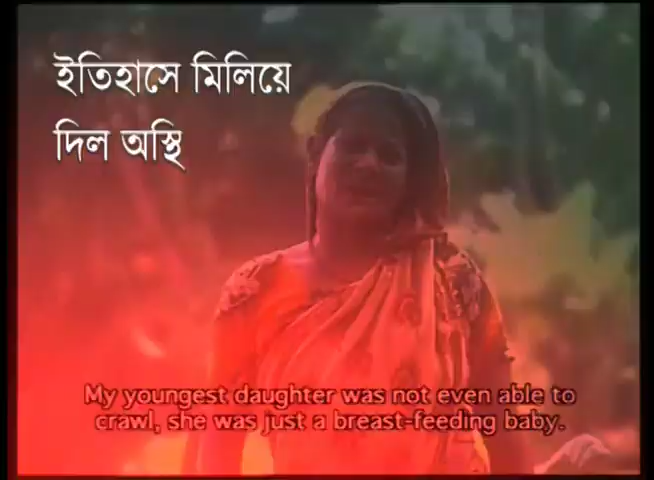 ইতিহাসে মিলিয়ে
দিল অস্থি
My youngest daughter was not even able to
crawl, she was just a breast-feeding baby.